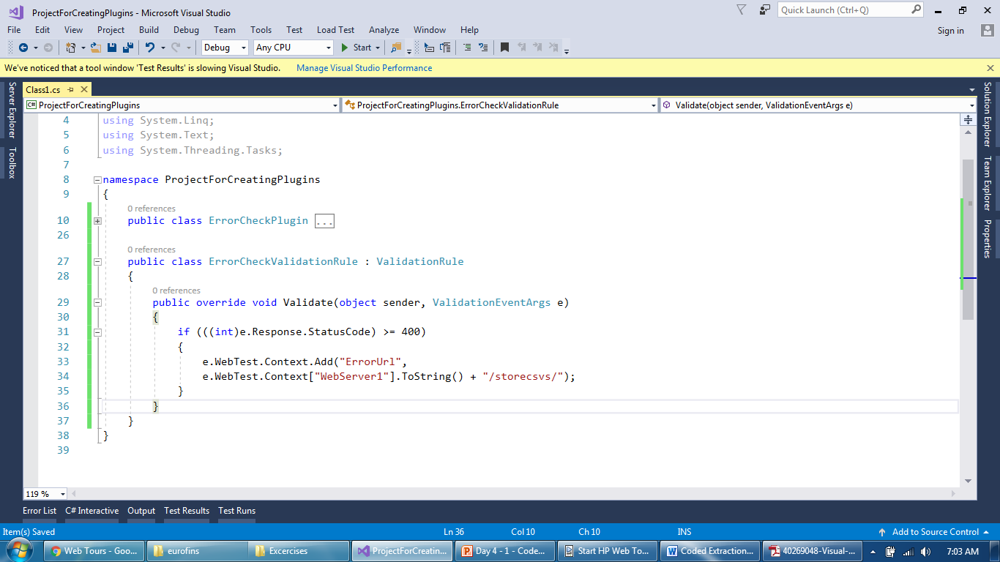 ProjectForCreatingPlugins - Microsoft Visual Studio
Quick Launch (Ctrl+Q)
File Edit View Project Build Debug Team Tools Test Load Test Analyze Window Help
Sign in
Debug Any CPU Start
We've noticed that a tool window 'Test Results' is slowing Visual Studio. Manage Visual Studio Performance
Server Explorer
Toolbox
Class1.cs
C# ProjectForCreatingPlugins ProjectForCreatingPlugins.ErrorCheckValidationRule Validate(object sender, ValidationEventArgs e)
4 using System.Linq;
5 using System.Text;
6 using System.Threading.Tasks;
7
8 namespace ProjectForCreatingPlugins
9 {
0 references
10 public class ErrorCheckPlugin ...
26
0 references
27 public class ErrorCheckValidationRule : ValidationRule
28 {
0 references
29 public override void Validate(object sender, ValidationEventArgs e)
30 {
31 if (((int)e.Response.StatusCode) >= 400)
32 {
33 e.WebTest.Context.Add("ErrorUrl",
34 e.WebTest.Context["WebServer1"].ToString() + "/storecsvs/");
35 }
36 }
37 }
38 }
39
Solution Explorer
Team Explorer
Properties
119 %
Error List C# Interactive Output Test Results Test Runs
Item(s) Saved Ln 36 Col 10 Ch 10 INS Add to Source Control
Web Tours - Goo... eurofins Excercises ProjectForCreatin... Day 4 - 1 - Code... Start HP Web To... Coded Extraction... 40269048-Visual-... 7:03 AM